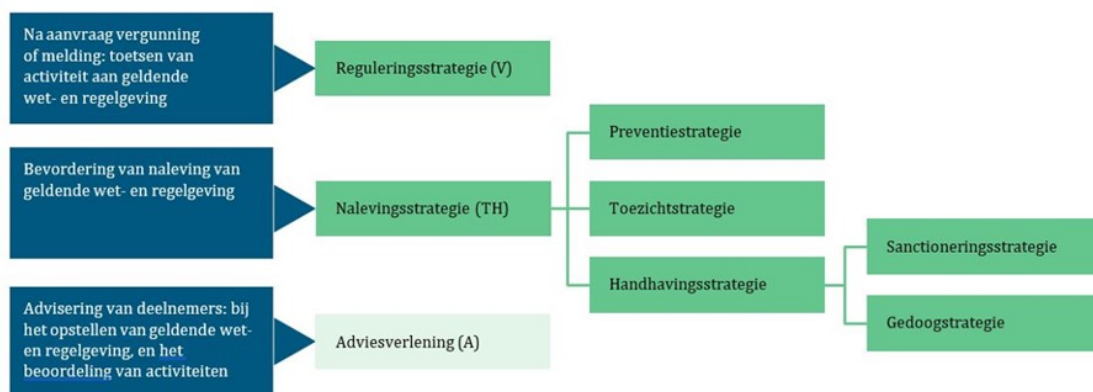 Na aanvraag vergunning
of melding: toetsen van
activiteit aan geldende
wet- en regelgeving
Reguleringsstrategie (V)
Preventiestrategie
Bevordering van naleving van
geldende wet- en regelgeving
Nalevingsstrategie (TH)
Toezichtstrategie
Sanctioneringsstrategie
Handhavingsstrategie
Gedoogstrategie
Advisering van deelnemers: bij
het opstellen van geldende wet-
en regelgeving, en het
beoordeling van activiteiten
Adviesverlening (A)